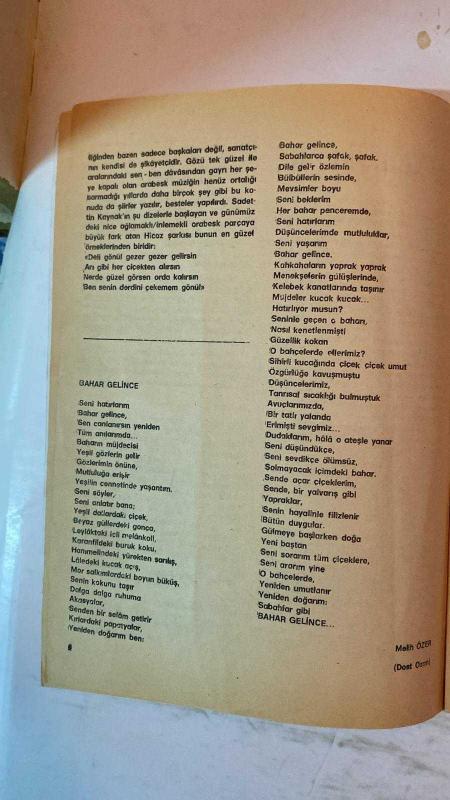 liğinden bazen sadece başkaları değil, sanatçı-
nın kendisi de şikâyetçidir. Gözü tek güzel ile
aralarındaki sen - ben dâvâsından gayrı her şe-
ye kapalı olan arabesk müziğin henüz ortalığı
sarmadığı yıllarda daha birçok şey gibi bu ko-
nuda da şiirler yazılır, besteler yapılırdı. Sadet-
tin Kaynak'ın şu dizelerle başlayan ve günümüz
deki nice oğlamaklı/inlemekli arabesk parçaya
büyük fark atan Hicaz şarkısı bunun en güzel
örneklerinden biridir:
«Deli gönül gezer gezer gelirsin
Arı gibi her çiçekten alırsın
Nerde güzel görsen orda kalırsın
Ben senin derdini çekemem gönül»
BAHAR GELİNCE
Seni hatırlarım
Bahar gelince,
Sen canlanırsın yeniden
Tüm anılarımda...
Baharın müjdecisi
Yeşil gözlerin gelir
Gözlerimin önüne,
Mutluluğa erişir
Yeşilin cennetinde yaşantım.
Seni söyler,
Seni anlatır bana;
Yeşil dallardaki çiçek,
Beyaz güllerdeki gonca,
Leylâktaki içli melânkoli,
Karanfildeki buruk koku,
Hanımelindeki yürekten sarılış,
Lâledeki kucak açış,
Mor salkımlardaki boyun büküş,
Senin kokunu taşır
Dalga dalga ruhuma
Akasyalar,
Senden bir selâm getirir
Kırlardaki papatyalar,
Yeniden doğarım ben;
Bahar gelince,
Sabahlarca şafak, şafak.
Dile gelir özlemin
Bülbüllerin sesinde,
Mevsimler boyu
Seni beklerim
Her bahar penceremde,
Seni hatırlarım
Düşüncelerimde mutluluklar,
Seni yaşarım
Bahar gelince.
Kahkahaların yaprak yaprak
Menekşelerin gülüşlerinde,
Kelebek kanatlarında taşınır
Müjdeler kucak kucak...
Hatırlıyor musun?
Seninle geçen o baharı,
Nasıl kenetlenmişti
Güzellik kokan
O bahçelerde ellerimiz?
Sihirli kucağında çiçek çiçek umut
Özgürlüğe kavuşmuştu
Düşüncelerimiz,
Tanrısal sıcaklığı bulmuştuk
Avuçlarımızda,
Bir tatlı yalanda
Erimişti sevgimiz...
Dudaklarım, hâlâ o ateşle yanar
Seni düşündükçe,
Seni sevdikçe ölümsüz,
Solmayacak içimdeki bahar.
Sende açar çiçeklerim,
Sende, bir yalvarış gibi
Yapraklar,
Senin hayalinle filizlenir
Bütün duygular.
Gülmeye başlarken doğa
Yeni baştan
Seni sorarım tüm çiçeklere,
Seni ararım yine
O bahçelerde,
Yeniden umutlanır
Yeniden doğarım;
Sabahlar gibi
BAHAR GELİNCE...
Melih ÖZER
(Dost Ozan)